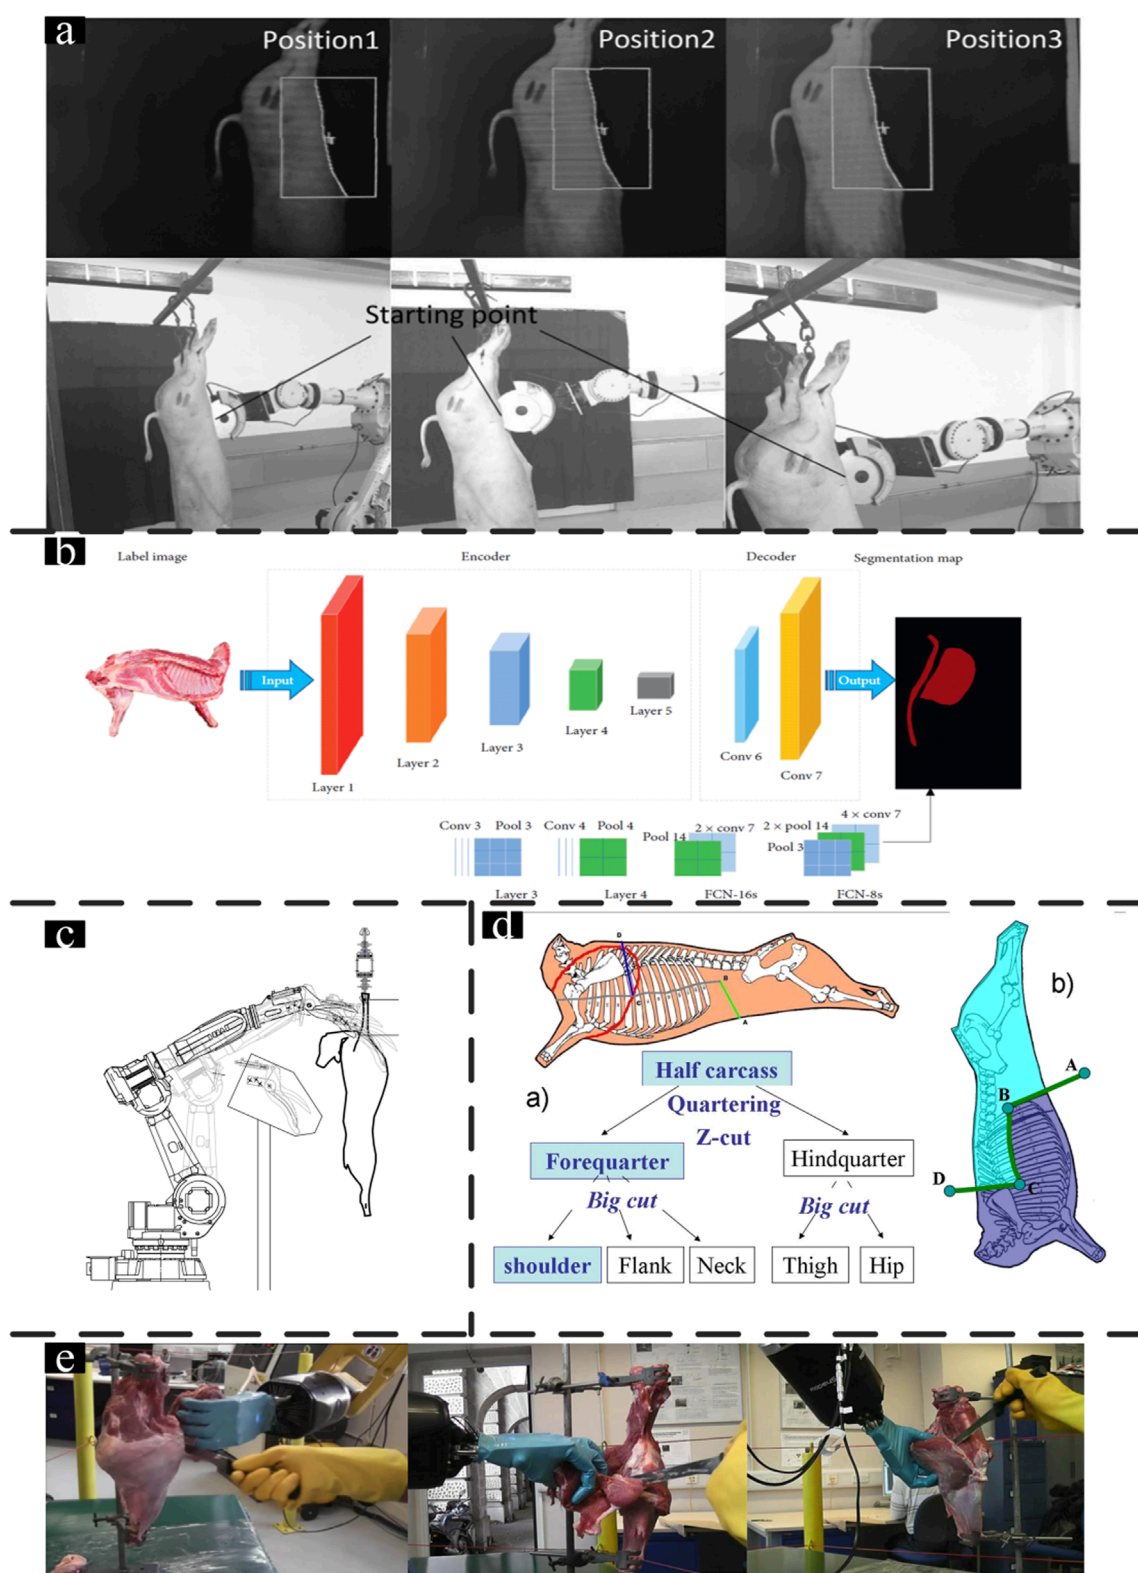 a
Position1
Position2
Position3
Starting point
b
Label image
Encoder
Decoder
Segmentation map
Input
Output
Layer 1
Layer 2
Layer 3
Layer 4
Layer 5
Conv 6
Conv 7
Conv 3
Pool 3
Conv 4
Pool 4
Pool 14
2 × conv 7
2 × pool 14
4 × conv 7
Pool 3
Layer 3
Layer 4
FCN-16s
FCN-8s
c
d
D
B
C
A
a)
Half carcass
Quartering
Z-cut
Forequarter
Hindquarter
Big cut
Big cut
shoulder
Flank
Neck
Thigh
Hip
b)
A
B
D
C
e